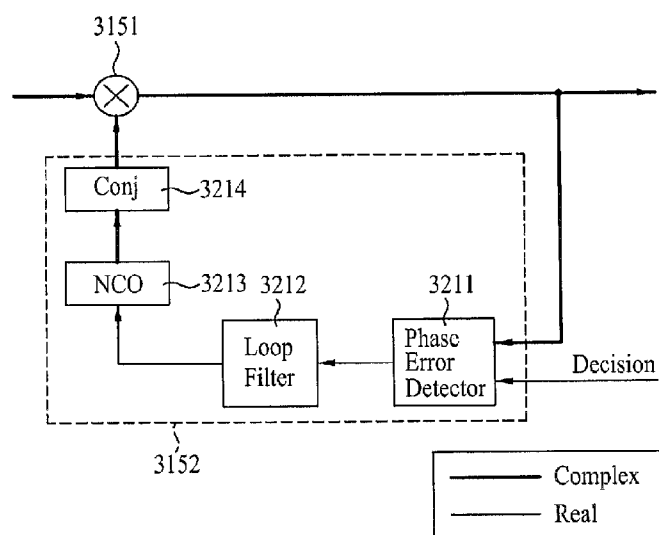 3151
Conj
3214
NCO
3213
3212
Loop
Filter
3211
Phase
Error
Detector
Decision
3152
Complex
Real